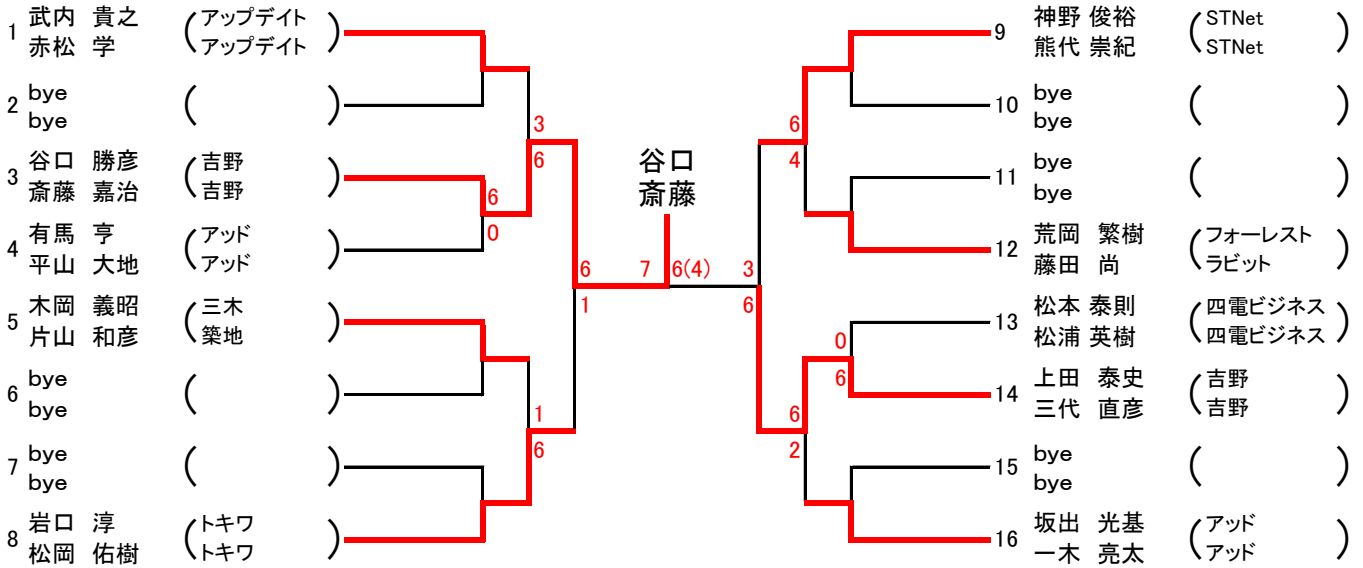 1 武内 貴之 (アップデイト)
赤松 学 (アップデイト)
2 bye ( )
bye
3 谷口 勝彦 (吉野)
斎藤 嘉治 (吉野)
4 有馬 亨 (アッド)
平山 大地 (アッド)
5 木岡 義昭 (三木)
片山 和彦 (築地)
6 bye ( )
bye
7 bye ( )
bye
8 岩口 淳 (トキワ)
松岡 佑樹 (トキワ)
3
6
6
0
6
1
1
6
谷口
斎藤
7 6(4)
6
4
3
6
0
6
6
2
9 神野 俊裕 (STNet)
熊代 崇紀 (STNet)
10 bye ( )
bye
11 bye ( )
bye
12 荒岡 繁樹 (フォーレスト)
藤田 尚 (ラビット)
13 松本 泰則 (四電ビジネス)
松浦 英樹 (四電ビジネス)
14 上田 泰史 (吉野)
三代 直彦 (吉野)
15 bye ( )
bye
16 坂出 光基 (アッド)
一木 亮太 (アッド)